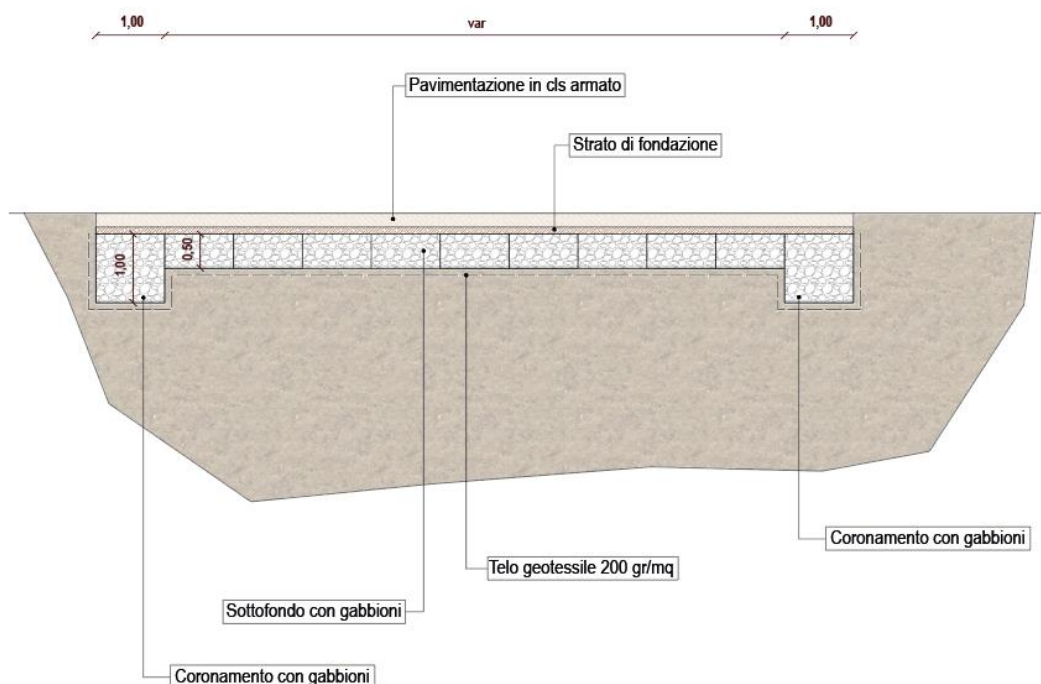 1,00
var
1,00
Pavimentazione in cls armato
Strato di fondazione
1,00
0,50
Coronamento con gabbioni
Telo geotessile 200 gr/mq
Sottofondo con gabbioni
Coronamento con gabbioni